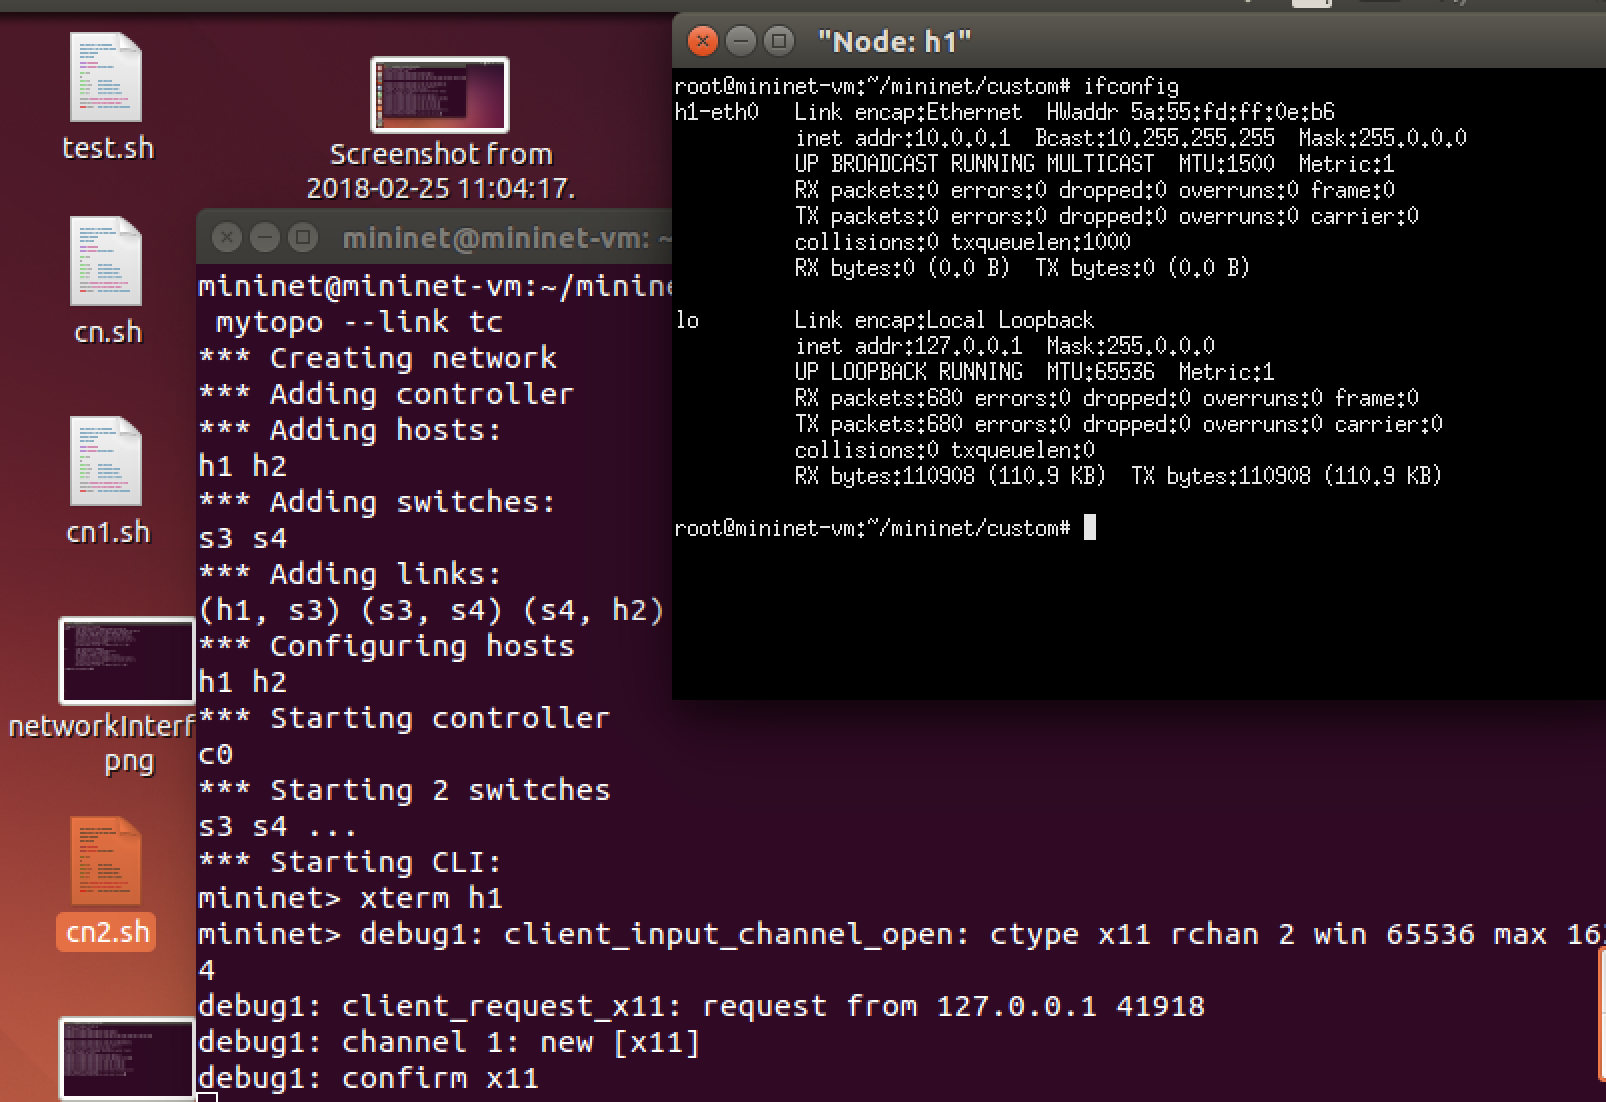 test.sh
Screenshot from
2018-02-25 11:04:17.
cn.sh
cn1.sh
networkInterf
png
cn2.sh
mininet@mininet-vm: ~
mininet@mininet-vm:~/minine
mytopo --link tc
*** Creating network
*** Adding controller
*** Adding hosts:
h1 h2
*** Adding switches:
s3 s4
*** Adding links:
(h1, s3) (s3, s4) (s4, h2)
*** Configuring hosts
h1 h2
*** Starting controller
c0
*** Starting 2 switches
s3 s4 ...
*** Starting CLI:
mininet> xterm h1
mininet> debug1: client_input_channel_open: ctype x11 rchan 2 win 65536 max 16
4
debug1: client_request_x11: request from 127.0.0.1 41918
debug1: channel 1: new [x11]
debug1: confirm x11
"Node: h1"
root@mininet-vm:~/mininet/custom# ifconfig
h1-eth0 Link encap:Ethernet HWaddr 5a:55:fd:ff:0e:b6
inet addr:10.0.0.1 Bcast:10.255.255.255 Mask:255.0.0.0
UP BROADCAST RUNNING MULTICAST MTU:1500 Metric:1
RX packets:0 errors:0 dropped:0 overruns:0 frame:0
TX packets:0 errors:0 dropped:0 overruns:0 carrier:0
collisions:0 txqueuelen:1000
RX bytes:0 (0.0 B) TX bytes:0 (0.0 B)
lo Link encap:Local Loopback
inet addr:127.0.0.1 Mask:255.0.0.0
UP LOOPBACK RUNNING MTU:65536 Metric:1
RX packets:680 errors:0 dropped:0 overruns:0 frame:0
TX packets:680 errors:0 dropped:0 overruns:0 carrier:0
collisions:0 txqueuelen:0
RX bytes:110908 (110.9 KB) TX bytes:110908 (110.9 KB)
root@mininet-vm:~/mininet/custom#